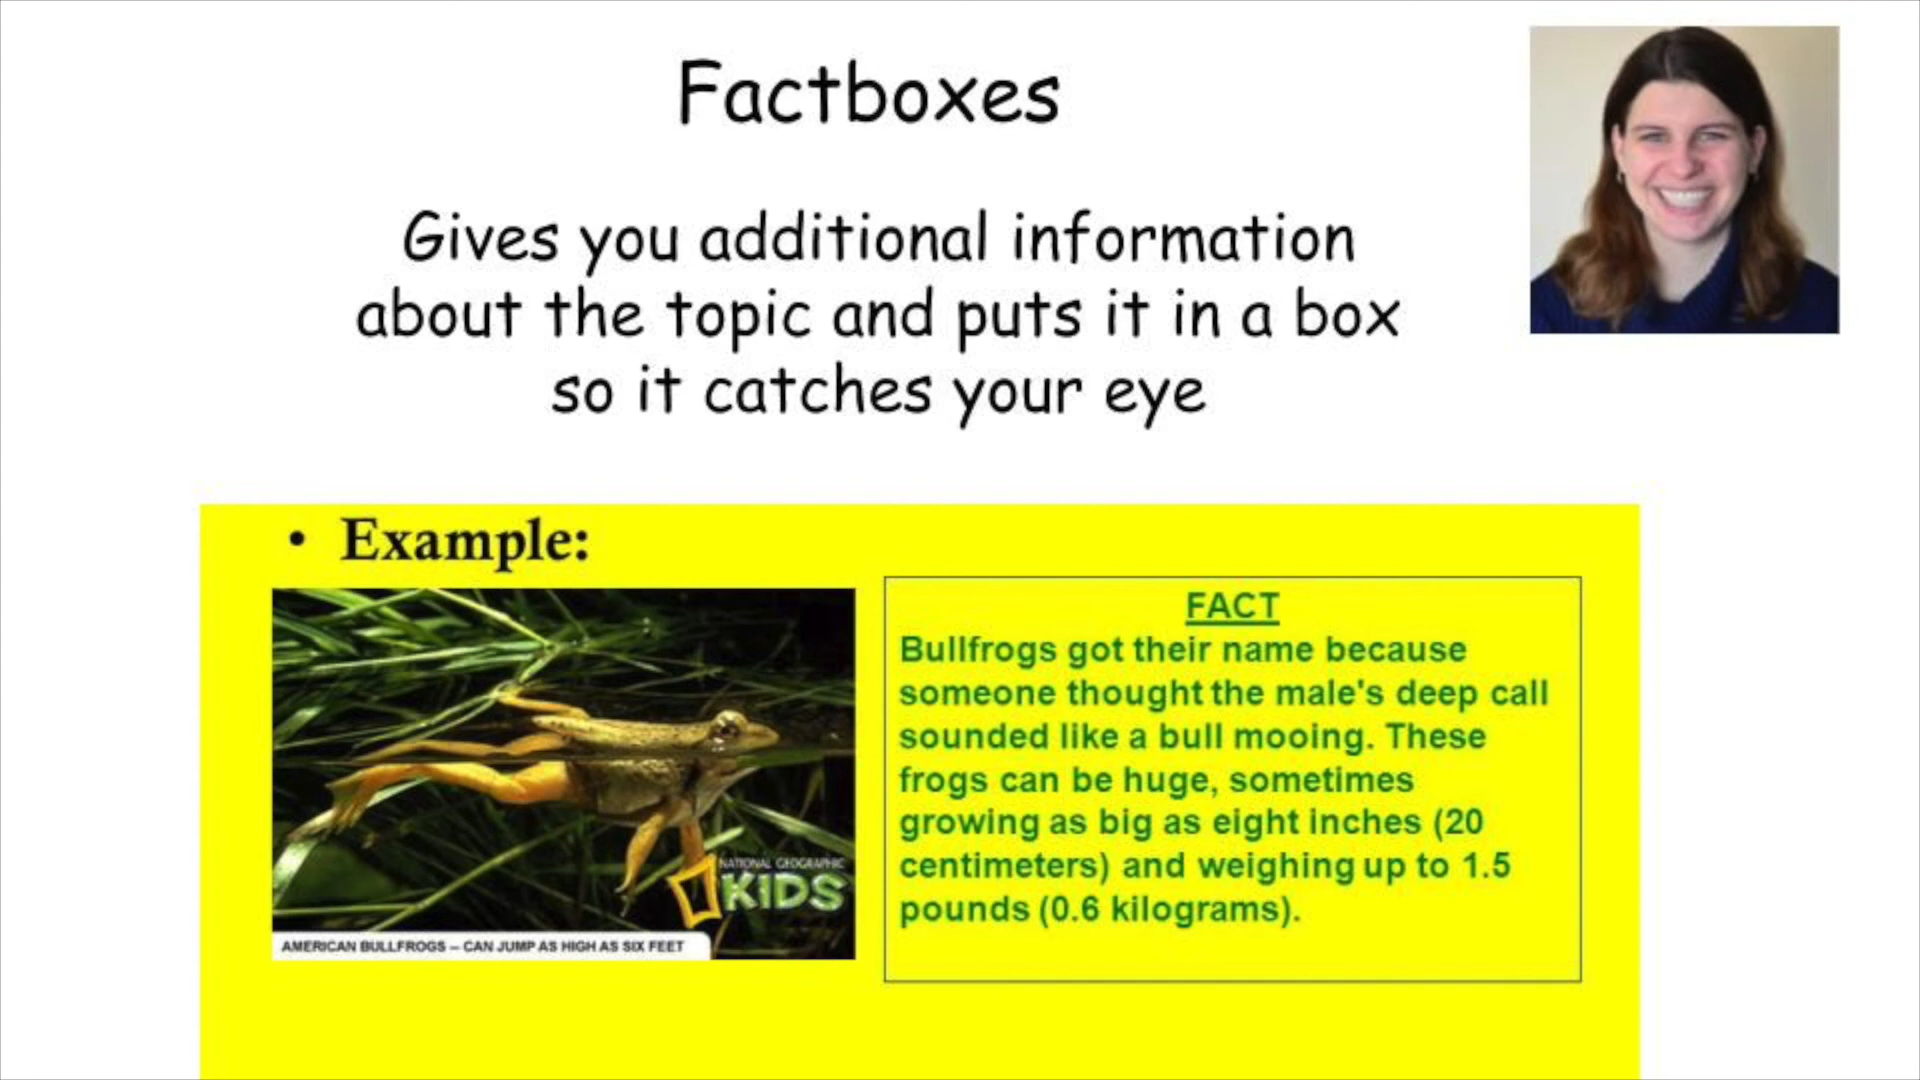 Factboxes
Gives you additional information
about the topic and puts it in a box
so it catches your eye
• Example:
NATIONAL GEOGRAPHIC
KIDS
AMERICAN BULLFROGS – CAN JUMP AS HIGH AS SIX FEET
FACT
Bullfrogs got their name because
someone thought the male's deep call
sounded like a bull mooing. These
frogs can be huge, sometimes
growing as big as eight inches (20
centimeters) and weighing up to 1.5
pounds (0.6 kilograms).